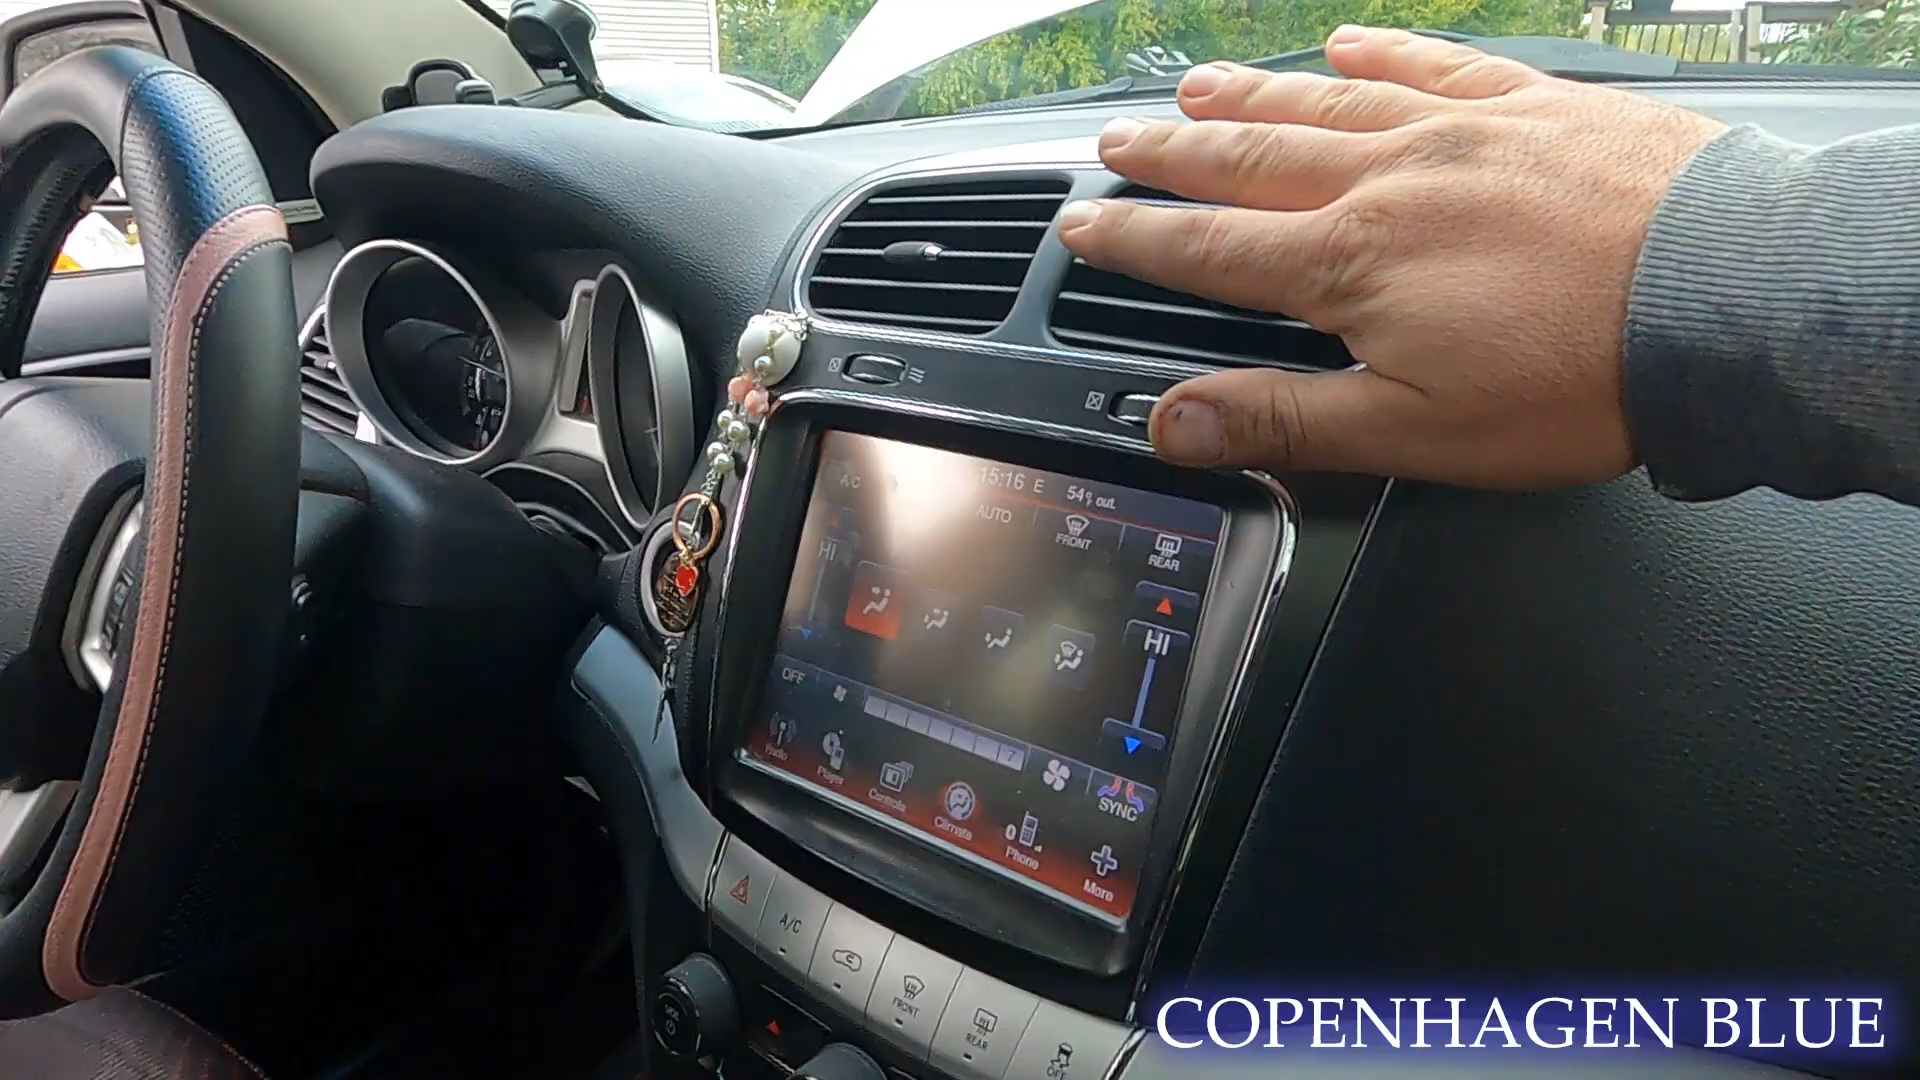 15:16 E 54°F out
A/C
AUTO
FRONT
REAR
HI
HI
OFF
7
SYNC
Radio
Player
Controls
Climate
Phone
More
A/C
FRONT
REAR
OFF
VOL
COPENHAGEN BLUE